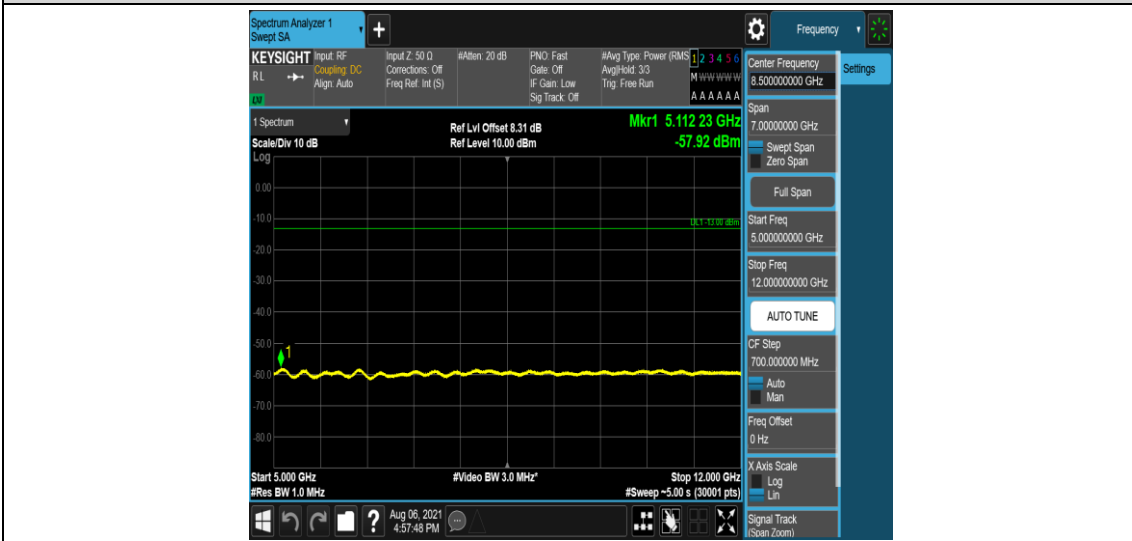 Spectrum Analyzer 1
Swept SA
+
Frequency
KEYSIGHT
Input: RF
Coupling: DC
Align: Auto
Input Z: 50 Ω
Corrections: Off
Freq Ref: Int (S)
#Atten: 20 dB
PNO: Fast
Gate: Off
IF Gain: Low
Sig Track: Off
#Avg Type: Power (RMS
Avg|Hold: 3/3
Trig: Free Run
1 2 3 4 5 6
M W W W W W
A A A A A A
R L
LXI
1 Spectrum
Scale/Div 10 dB
Log
Ref Lvl Offset 8.31 dB
Ref Level 10.00 dBm
Mkr1 5.112 23 GHz
-57.92 dBm
0.00
-10.0
DL1 -13.00 dBm
-20.0
-30.0
-40.0
-50.0
1
-60.0
-70.0
-80.0
Start 5.000 GHz
#Res BW 1.0 MHz
#Video BW 3.0 MHz*
Stop 12.000 GHz
#Sweep ~5.00 s (30001 pts)
?
Aug 06, 2021
4:57:48 PM
Center Frequency
8.500000000 GHz
Settings
Span
7.00000000 GHz
Swept Span
Zero Span
Full Span
Start Freq
5.000000000 GHz
Stop Freq
12.000000000 GHz
AUTO TUNE
CF Step
700.000000 MHz
Auto
Man
Freq Offset
0 Hz
X Axis Scale
Log
Lin
Signal Track
(Span Zoom)